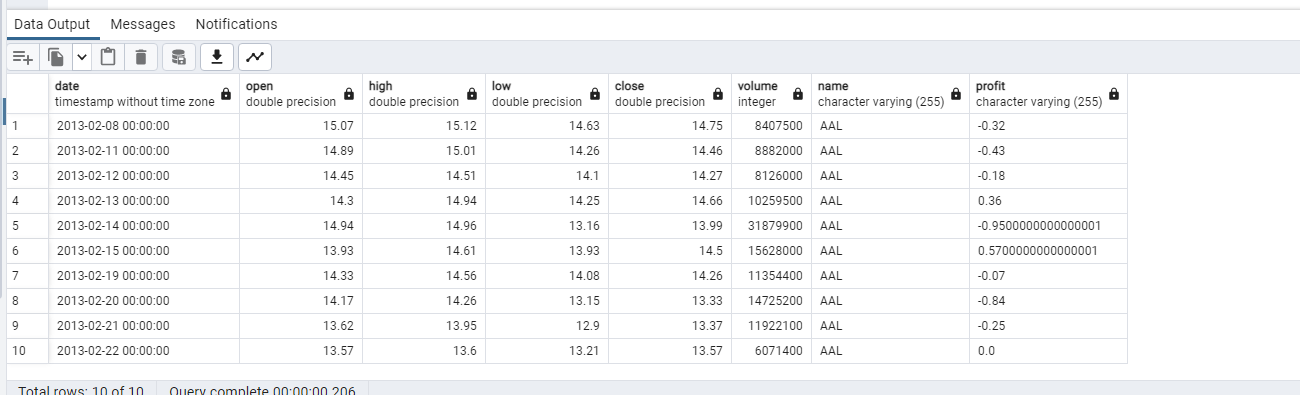 Data Output Messages Notifications
date open high low close volume name profit
timestamp without time zone double precision double precision double precision double precision integer character varying (255) character varying (255)
1 2013-02-08 00:00:00 15.07 15.12 14.63 14.75 8407500 AAL -0.32
2 2013-02-11 00:00:00 14.89 15.01 14.26 14.46 8882000 AAL -0.43
3 2013-02-12 00:00:00 14.45 14.51 14.1 14.27 8126000 AAL -0.18
4 2013-02-13 00:00:00 14.3 14.94 14.25 14.66 10259500 AAL 0.36
5 2013-02-14 00:00:00 14.94 14.96 13.16 13.99 31879900 AAL -0.9500000000000001
6 2013-02-15 00:00:00 13.93 14.61 13.93 14.5 15628000 AAL 0.5700000000000001
7 2013-02-19 00:00:00 14.33 14.56 14.08 14.26 11354400 AAL -0.07
8 2013-02-20 00:00:00 14.17 14.26 13.15 13.33 14725200 AAL -0.84
9 2013-02-21 00:00:00 13.62 13.95 12.9 13.37 11922100 AAL -0.25
10 2013-02-22 00:00:00 13.57 13.6 13.21 13.57 6071400 AAL 0.0
Total rows: 10 of 10 Query complete 00:00:00.206